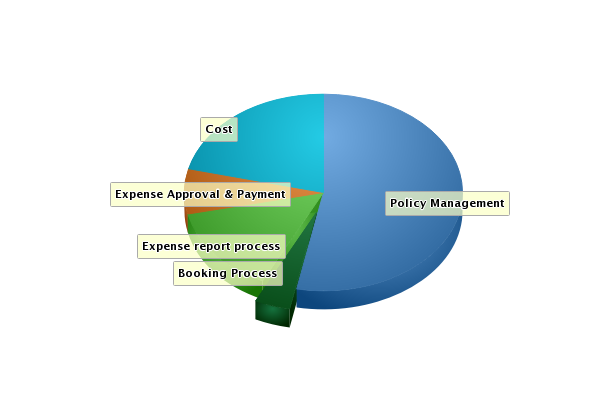 Cost
Expense Approval & Payment
Policy Management
Expense report process
Booking Process